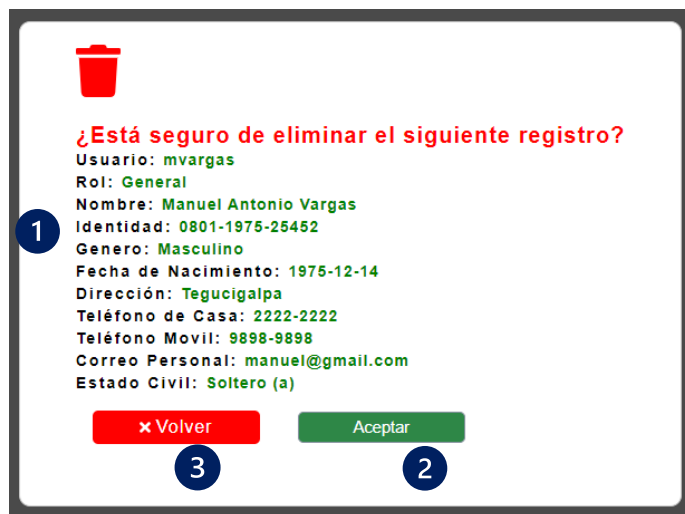 ¿Está seguro de eliminar el siguiente registro?
Usuario: mvargas
Rol: General
Nombre: Manuel Antonio Vargas
1
Identidad: 0801-1975-25452
Genero: Masculino
Fecha de Nacimiento: 1975-12-14
Dirección: Tegucigalpa
Teléfono de Casa: 2222-2222
Teléfono Movil: 9898-9898
Correo Personal: manuel@gmail.com
Estado Civil: Soltero (a)
× Volver Aceptar
3 2